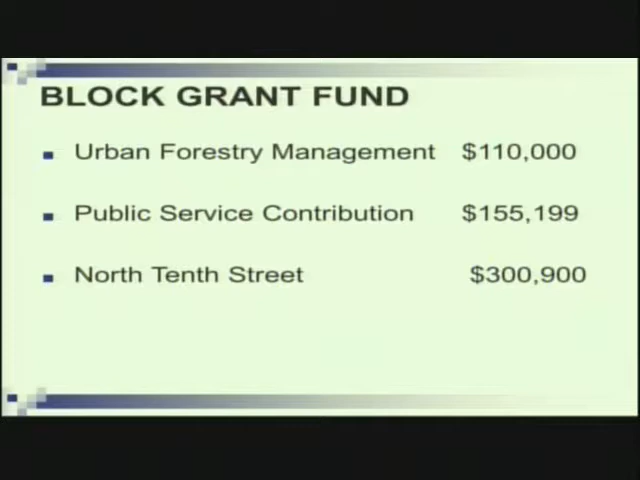 BLOCK GRANT FUND
Urban Forestry Management $110,000
Public Service Contribution $155,199
North Tenth Street $300,900